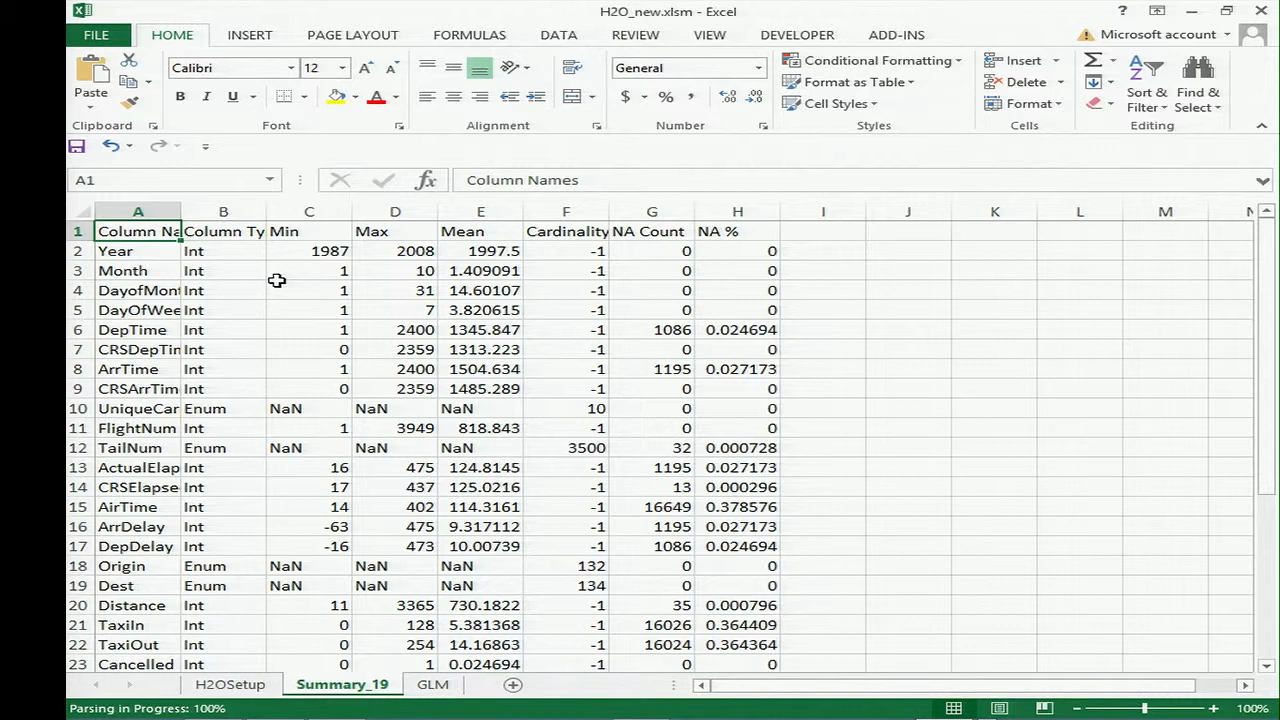 H2O_new.xlsm - Excel
FILE HOME INSERT PAGE LAYOUT FORMULAS DATA REVIEW VIEW DEVELOPER ADD-INS Microsoft account
Calibri 12 General Conditional Formatting Insert
Paste Format as Table Delete Sort & Find &
B I U A $ % , Cell Styles Format Filter Select
Clipboard Font Alignment Number Styles Cells Editing
A1 fx Column Names
A B C D E F G H I J K L M N
1 Column Na Column Ty Min Max Mean Cardinality NA Count NA %
2 Year Int 1987 2008 1997.5 -1 0 0
3 Month Int 1 10 1.409091 -1 0 0
4 DayofMont Int 1 31 14.60107 -1 0 0
5 DayOfWee Int 1 7 3.820615 -1 0 0
6 DepTime Int 1 2400 1345.847 -1 1086 0.024694
7 CRSDepTin Int 0 2359 1313.223 -1 0 0
8 ArrTime Int 1 2400 1504.634 -1 1195 0.027173
9 CRSArrTim Int 0 2359 1485.289 -1 0 0
10 UniqueCar Enum NaN NaN NaN 10 0 0
11 FlightNum Int 1 3949 818.843 -1 0 0
12 TailNum Enum NaN NaN NaN 3500 32 0.000728
13 ActualElap Int 16 475 124.8145 -1 1195 0.027173
14 CRSElapse Int 17 437 125.0216 -1 13 0.000296
15 AirTime Int 14 402 114.3161 -1 16649 0.378576
16 ArrDelay Int -63 475 9.317112 -1 1195 0.027173
17 DepDelay Int -16 473 10.00739 -1 1086 0.024694
18 Origin Enum NaN NaN NaN 132 0 0
19 Dest Enum NaN NaN NaN 134 0 0
20 Distance Int 11 3365 730.1822 -1 35 0.000796
21 TaxiIn Int 0 128 5.381368 -1 16026 0.364409
22 TaxiOut Int 0 254 14.16863 -1 16024 0.364364
23 Cancelled Int 0 1 0.024694 -1 0 0
H2OSetup Summary_19 GLM
Parsing in Progress: 100% 100%